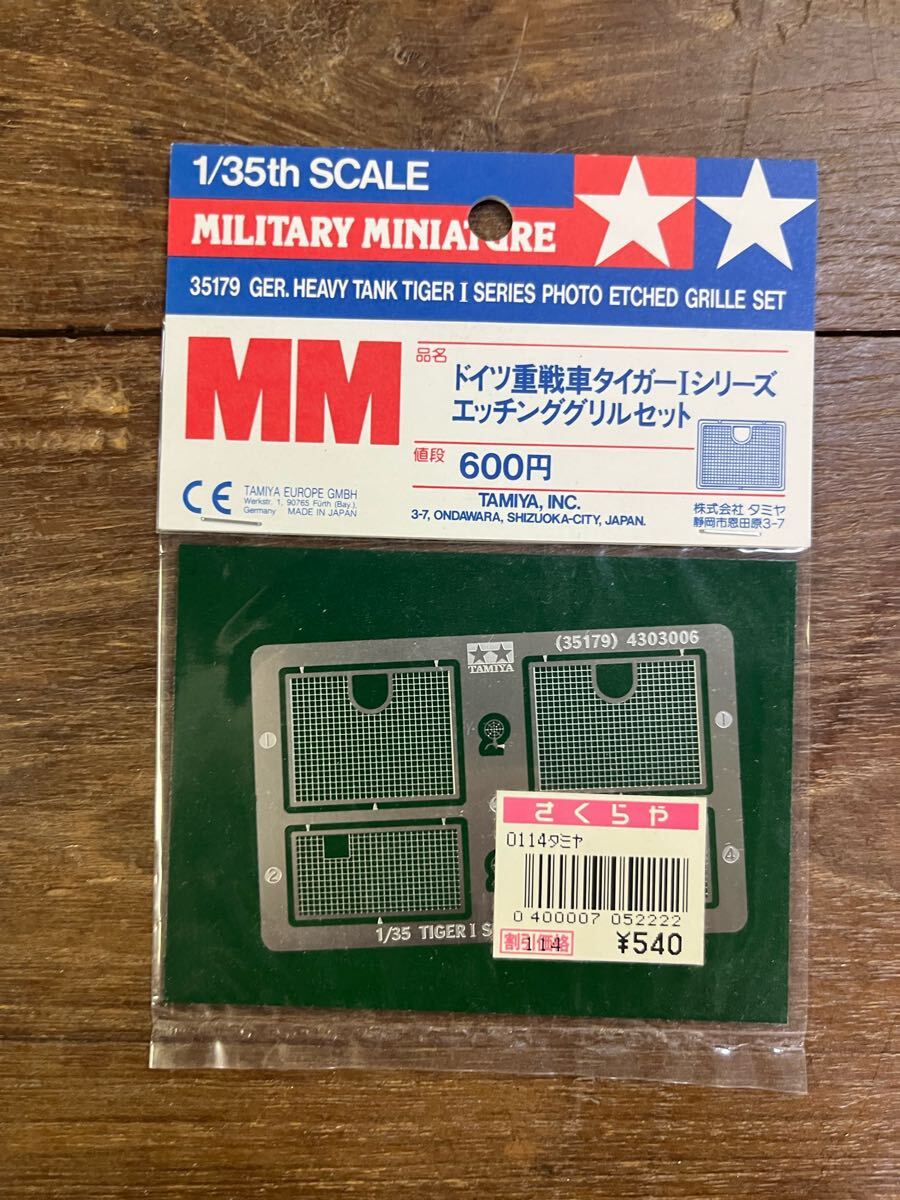 1/35th SCALE
MILITARY MINIATURE
35179 GER. HEAVY TANK TIGER I SERIES PHOTO ETCHED GRILLE SET
MM
品名
ドイツ重戦車タイガーIシリーズ
エッチンググリルセット
値段 600円
CE
TAMIYA EUROPE GMBH
Werkstr. 1, 90765 Fürth (Bay.),
Germany MADE IN JAPAN
TAMIYA, INC.
3-7, ONDAWARA, SHIZUOKA-CITY, JAPAN.
株式会社 タミヤ
静岡市恩田原3-7
TAMIYA
(35179) 4303006
①
①
②
④
1/35 TIGER I S
さくらや
0114タミヤ
0 400007 052222
割引価格
114
¥540